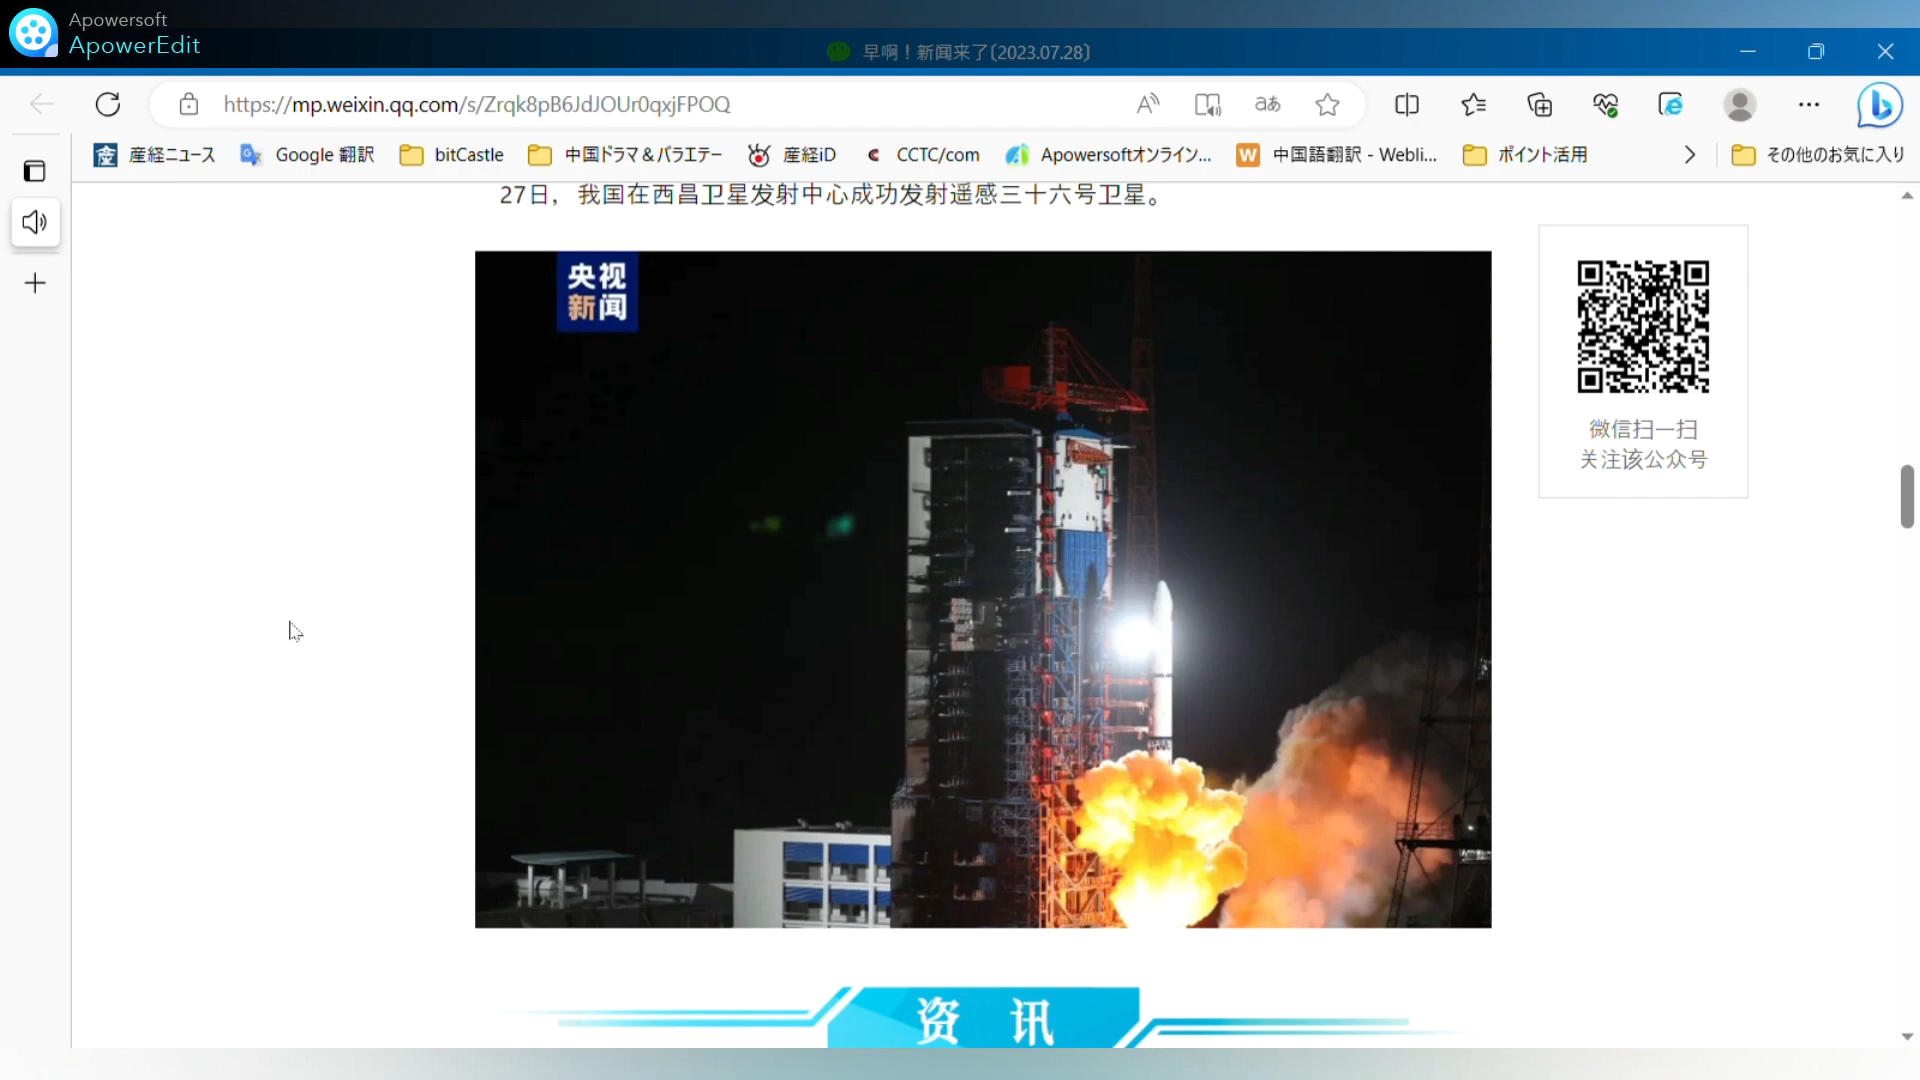 Apowersoft
ApowerEdit
早啊！新闻来了〔2023.07.28〕
https://mp.weixin.qq.com/s/Zrqk8pB6JdJOUr0qxjFPOQ
産経ニュース
Google 翻訳
bitCastle
中国ドラマ＆バラエテー
産経iD
CCTC/com
Apowersoftオンライン...
中国語翻訳 - Webli...
ポイント活用
その他のお気に入り
27日，我国在西昌卫星发射中心成功发射遥感三十六号卫星。
央视
新闻
微信扫一扫
关注该公众号
资 讯